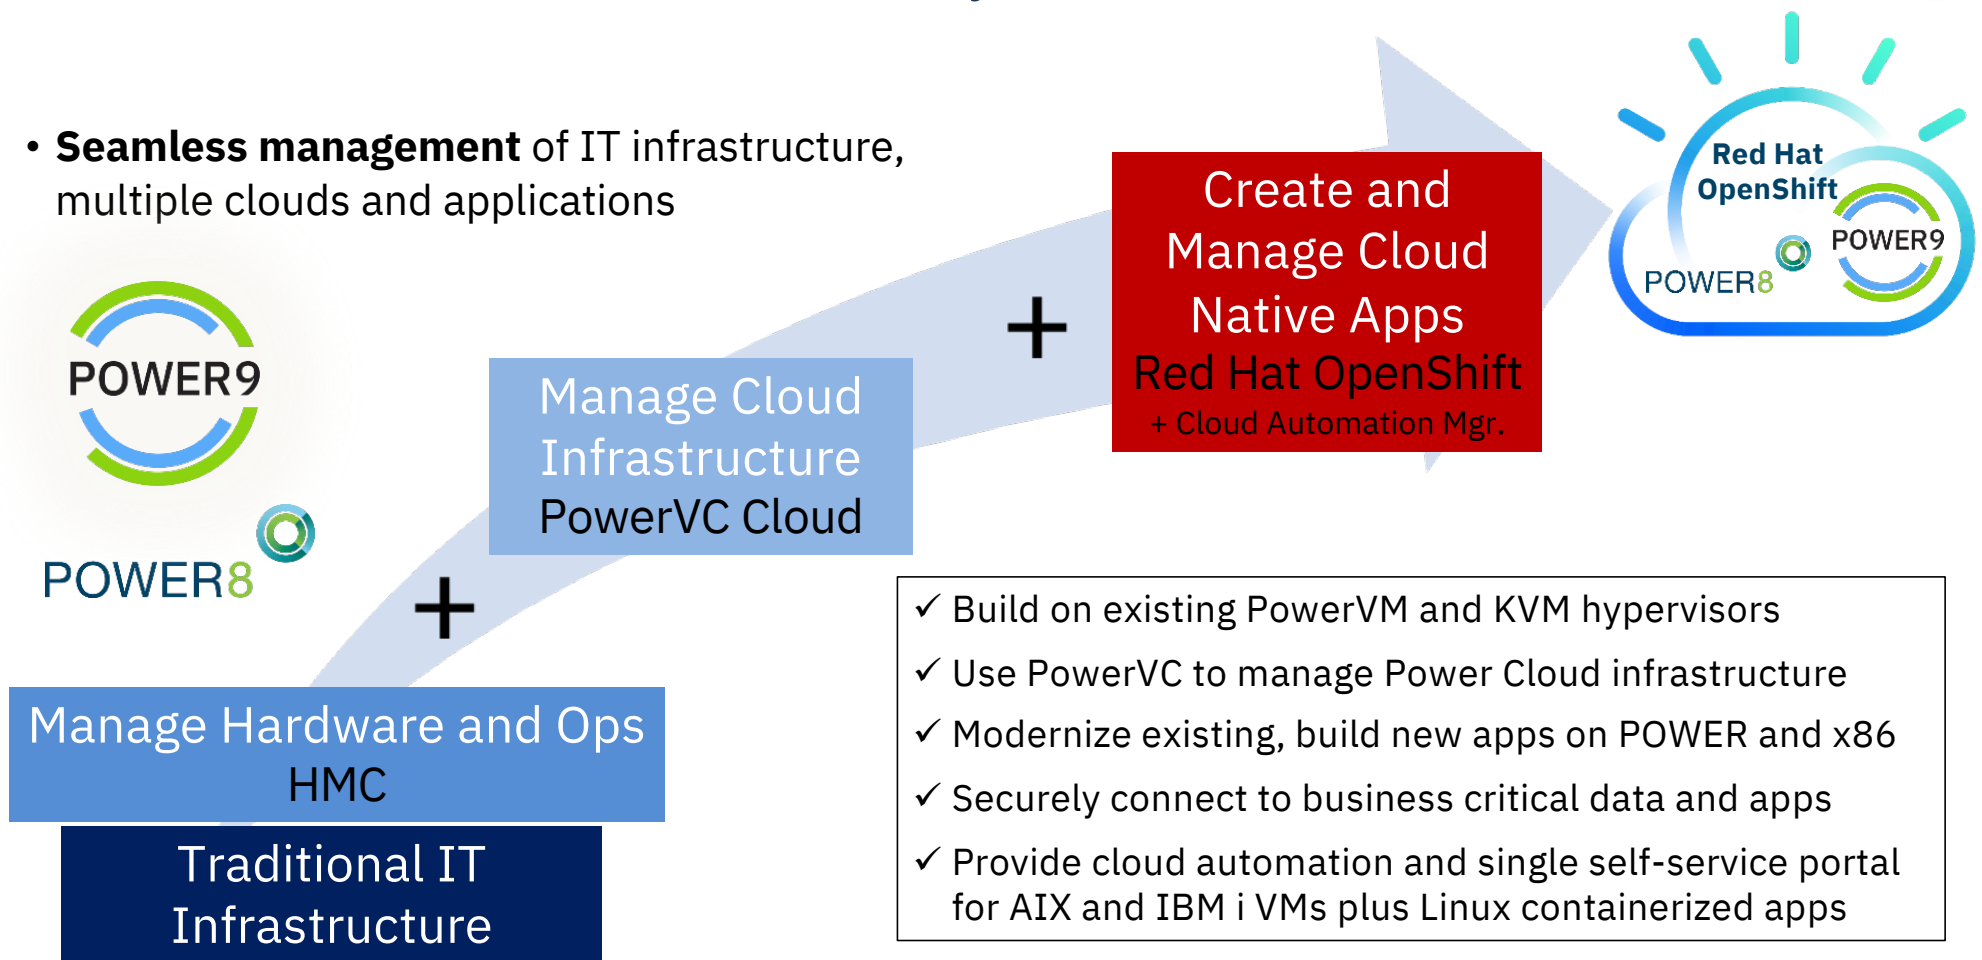 • Seamless management of IT infrastructure,
multiple clouds and applications
POWER9
POWER8
Manage Hardware and Ops
HMC
Traditional IT
Infrastructure
+
Manage Cloud
Infrastructure
PowerVC Cloud
+
Create and
Manage Cloud
Native Apps
Red Hat OpenShift
+ Cloud Automation Mgr.
Red Hat
OpenShift
POWER9
POWER8
✓ Build on existing PowerVM and KVM hypervisors
✓ Use PowerVC to manage Power Cloud infrastructure
✓ Modernize existing, build new apps on POWER and x86
✓ Securely connect to business critical data and apps
✓ Provide cloud automation and single self-service portal
for AIX and IBM i VMs plus Linux containerized apps